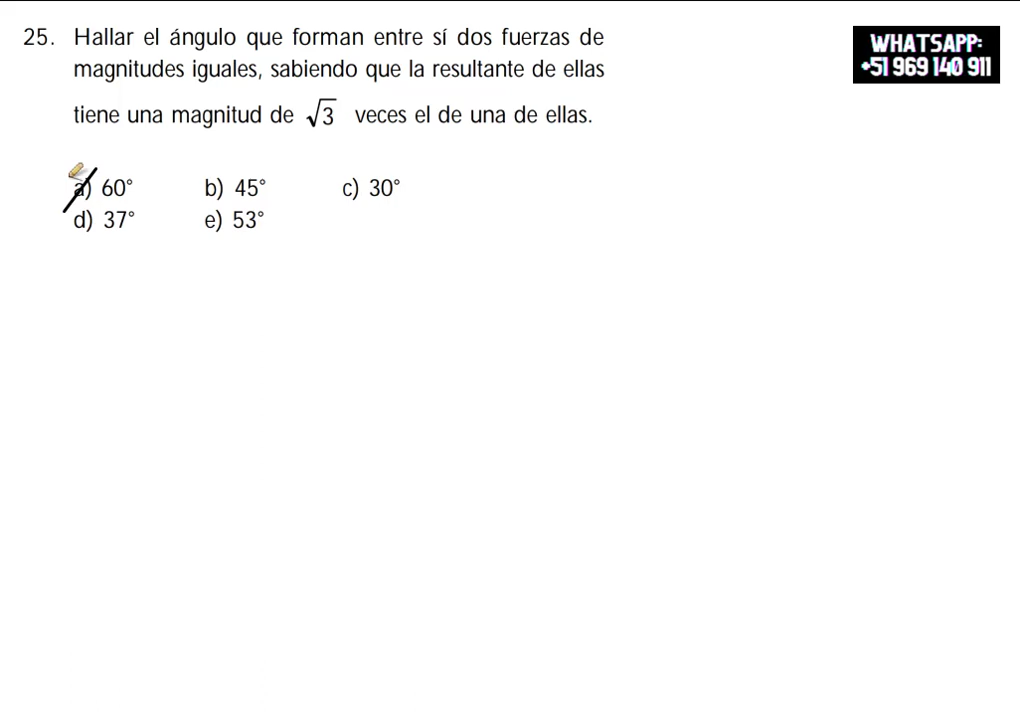 25. Hallar el ángulo que forman entre sí dos fuerzas de
magnitudes iguales, sabiendo que la resultante de ellas
tiene una magnitud de √3 veces el de una de ellas.
a) 60° b) 45° c) 30°
d) 37° e) 53°
WHATSAPP:
+51 969 140 911